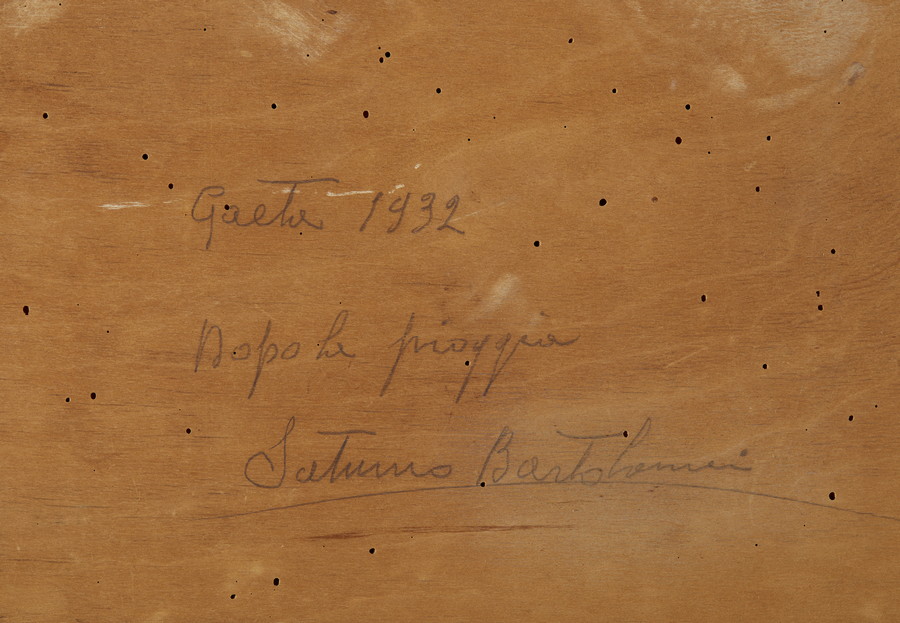 Gaeta 1932
Dopo la pioggia
Saturno Bartolomei